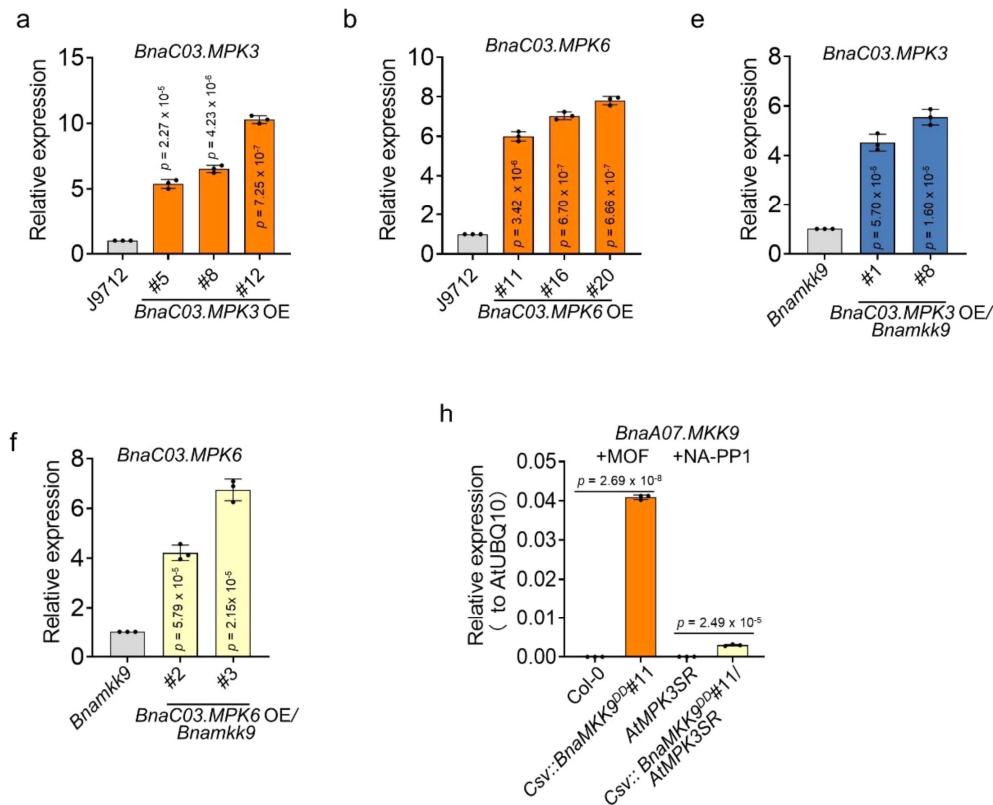 a
BnaC03.MPK3
Relative expression
15
10
5
0
p = 2.27 x 10-5
p = 4.23 x 10-6
p = 7.25 x 10-7
J9712
#5
#8
#12
BnaC03.MPK3 OE
b
BnaC03.MPK6
Relative expression
10
8
6
4
2
0
p = 3.42 x 10-6
p = 6.70 x 10-7
p = 6.66 x 10-7
J9712
#11
#16
#20
BnaC03.MPK6 OE
e
BnaC03.MPK3
Relative expression
8
6
4
2
0
p = 5.70 x 10-5
p = 1.60 x 10-5
Bnamkk9
#1
#8
BnaC03.MPK3 OE/
Bnamkk9
f
BnaC03.MPK6
Relative expression
8
6
4
2
0
p = 5.79 x 10-5
p = 2.15x 10-5
Bnamkk9
#2
#3
BnaC03.MPK6 OE/
Bnamkk9
h
BnaA07.MKK9
+MOF +NA-PP1
Relative expression
( to AtUBQ10)
0.05
0.04
0.03
0.02
0.01
0.00
p = 2.69 x 10-8
p = 2.49 x 10-5
Col-0
Csv::BnaMKK9DD#11
AtMPK3SR
Csv:: BnaMKK9DD#11/
AtMPK3SR